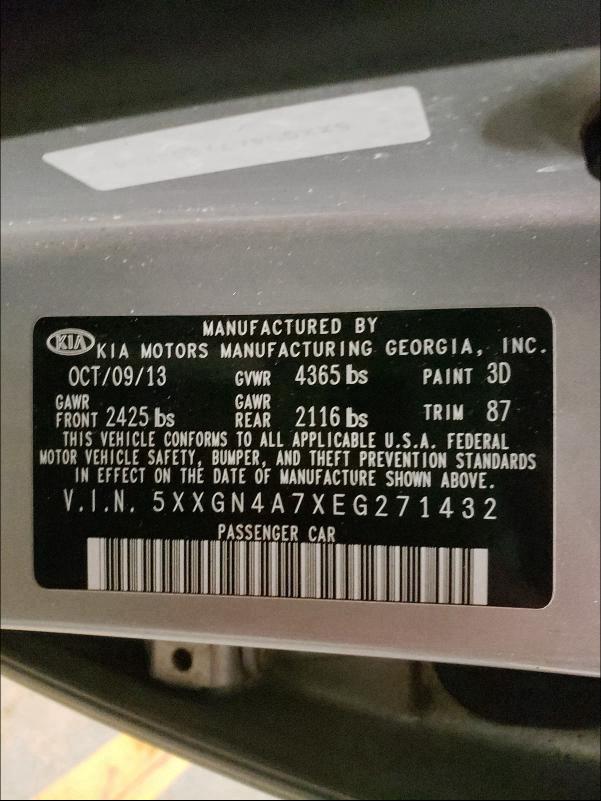 MANUFACTURED BY
KIA KIA MOTORS MANUFACTURING GEORGIA, INC.
OCT/09/13 GVWR 4365 lbs PAINT 3D
GAWR FRONT 2425 lbs GAWR REAR 2116 lbs TRIM 87
THIS VEHICLE CONFORMS TO ALL APPLICABLE U.S.A. FEDERAL
MOTOR VEHICLE SAFETY, BUMPER, AND THEFT PREVENTION STANDARDS
IN EFFECT ON THE DATE OF MANUFACTURE SHOWN ABOVE.
V.I.N. 5XXGN4A7XEG271432
PASSENGER CAR